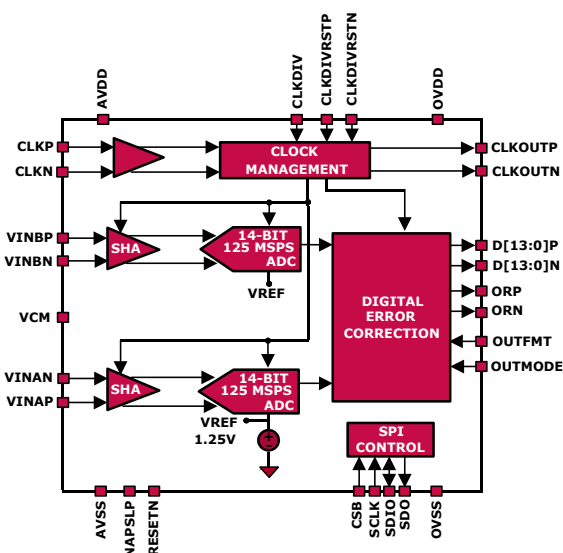 AVDD
CLKDIV
CLKDIVRSTP
CLKDIVRSTN
OVDD
CLKP
CLKN
CLOCK
MANAGEMENT
CLKOUTP
CLKOUTN
VINBP
VINBN
SHA
14-BIT
125 MSPS
ADC
VREF
DIGITAL
ERROR
CORRECTION
D[13:0]P
D[13:0]N
ORP
ORN
OUTFMT
OUTMODE
VCM
VINAN
VINAP
SHA
14-BIT
125 MSPS
ADC
VREF
1.25V
+
-
SPI
CONTROL
AVSS
NAPSLP
RESETN
CSB
SCLK
SDIO
SDO
OVSS